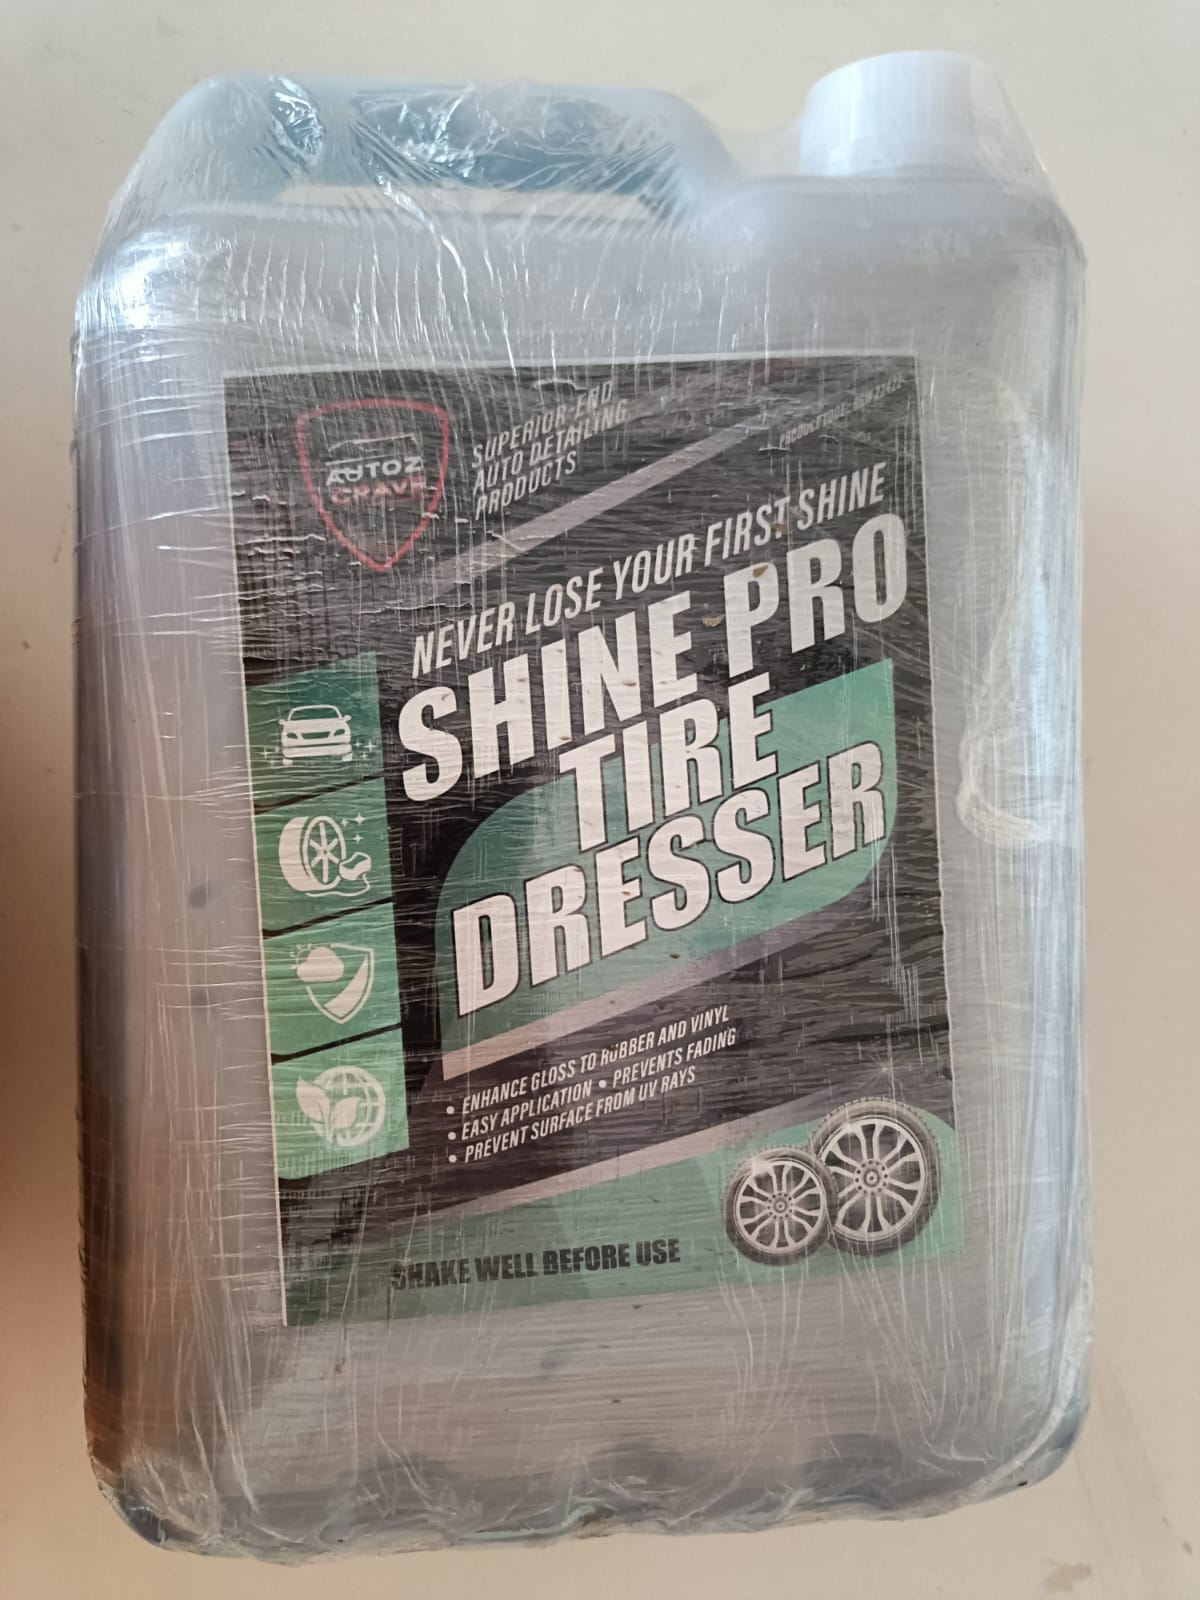 AUTOZ
CRAVE
SUPERIOR-END
AUTO DETAILING
PRODUCTS
NEVER LOSE YOUR FIRST SHINE
SHINE PRO
TIRE
DRESSER
• ENHANCE GLOSS TO RUBBER AND VINYL
• EASY APPLICATION • PREVENTS FADING
• PREVENT SURFACE FROM UV RAYS
SHAKE WELL BEFORE USE